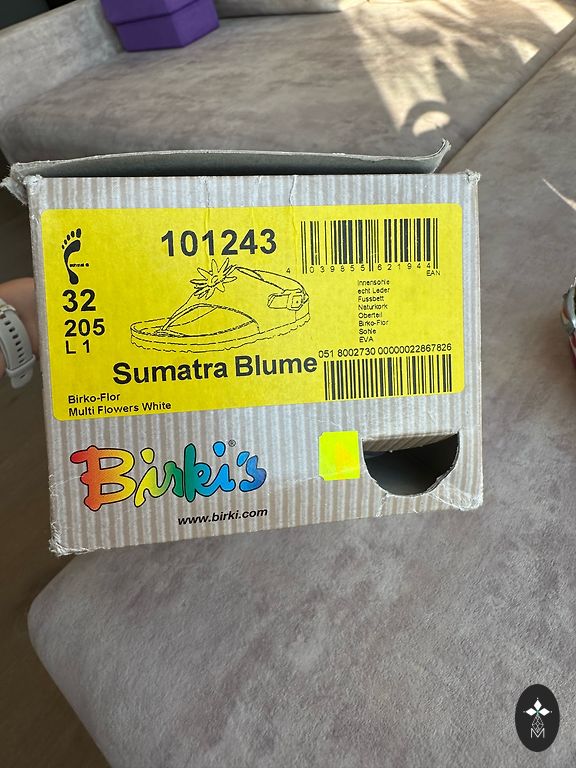 101243
4 039855 621944
EAN
32
205
L 1
Innensohle
echt Leder
Fussbett
Naturkork
Oberteil
Birko-Flor
Sohle
EVA
Sumatra Blume
051 8002730 00000022867826
Birko-Flor
Multi Flowers White
Birki's®
www.birki.com
M